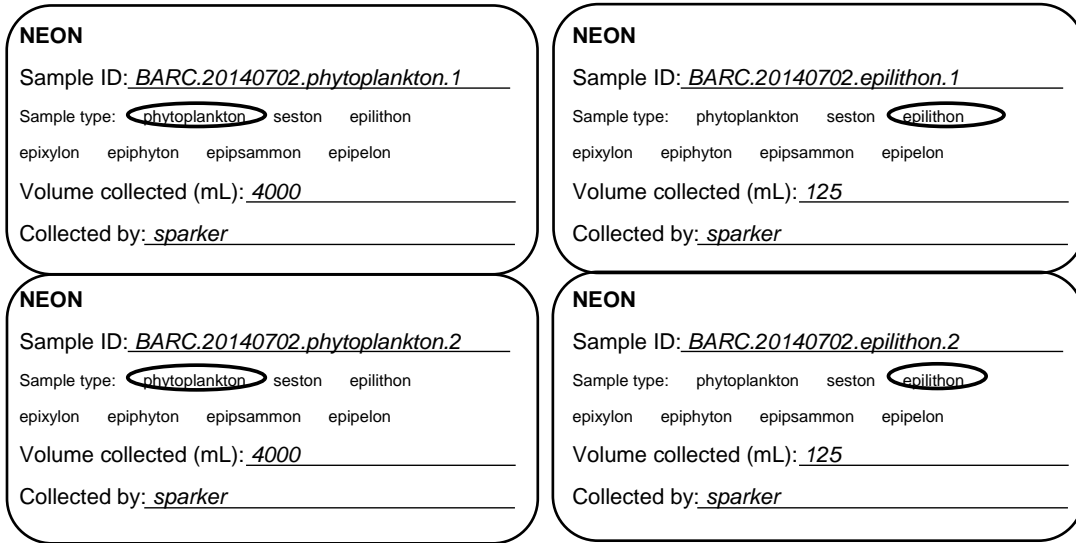 NEON
Sample ID: BARC.20140702.phytoplankton.1
Sample type: phytoplankton seston epilithon
epixylon epiphyton epipsammon epipelon
Volume collected (mL): 4000
Collected by: sparker
NEON
Sample ID: BARC.20140702.epilithon.1
Sample type: phytoplankton seston epilithon
epixylon epiphyton epipsammon epipelon
Volume collected (mL): 125
Collected by: sparker
NEON
Sample ID: BARC.20140702.phytoplankton.2
Sample type: phytoplankton seston epilithon
epixylon epiphyton epipsammon epipelon
Volume collected (mL): 4000
Collected by: sparker
NEON
Sample ID: BARC.20140702.epilithon.2
Sample type: phytoplankton seston epilithon
epixylon epiphyton epipsammon epipelon
Volume collected (mL): 125
Collected by: sparker